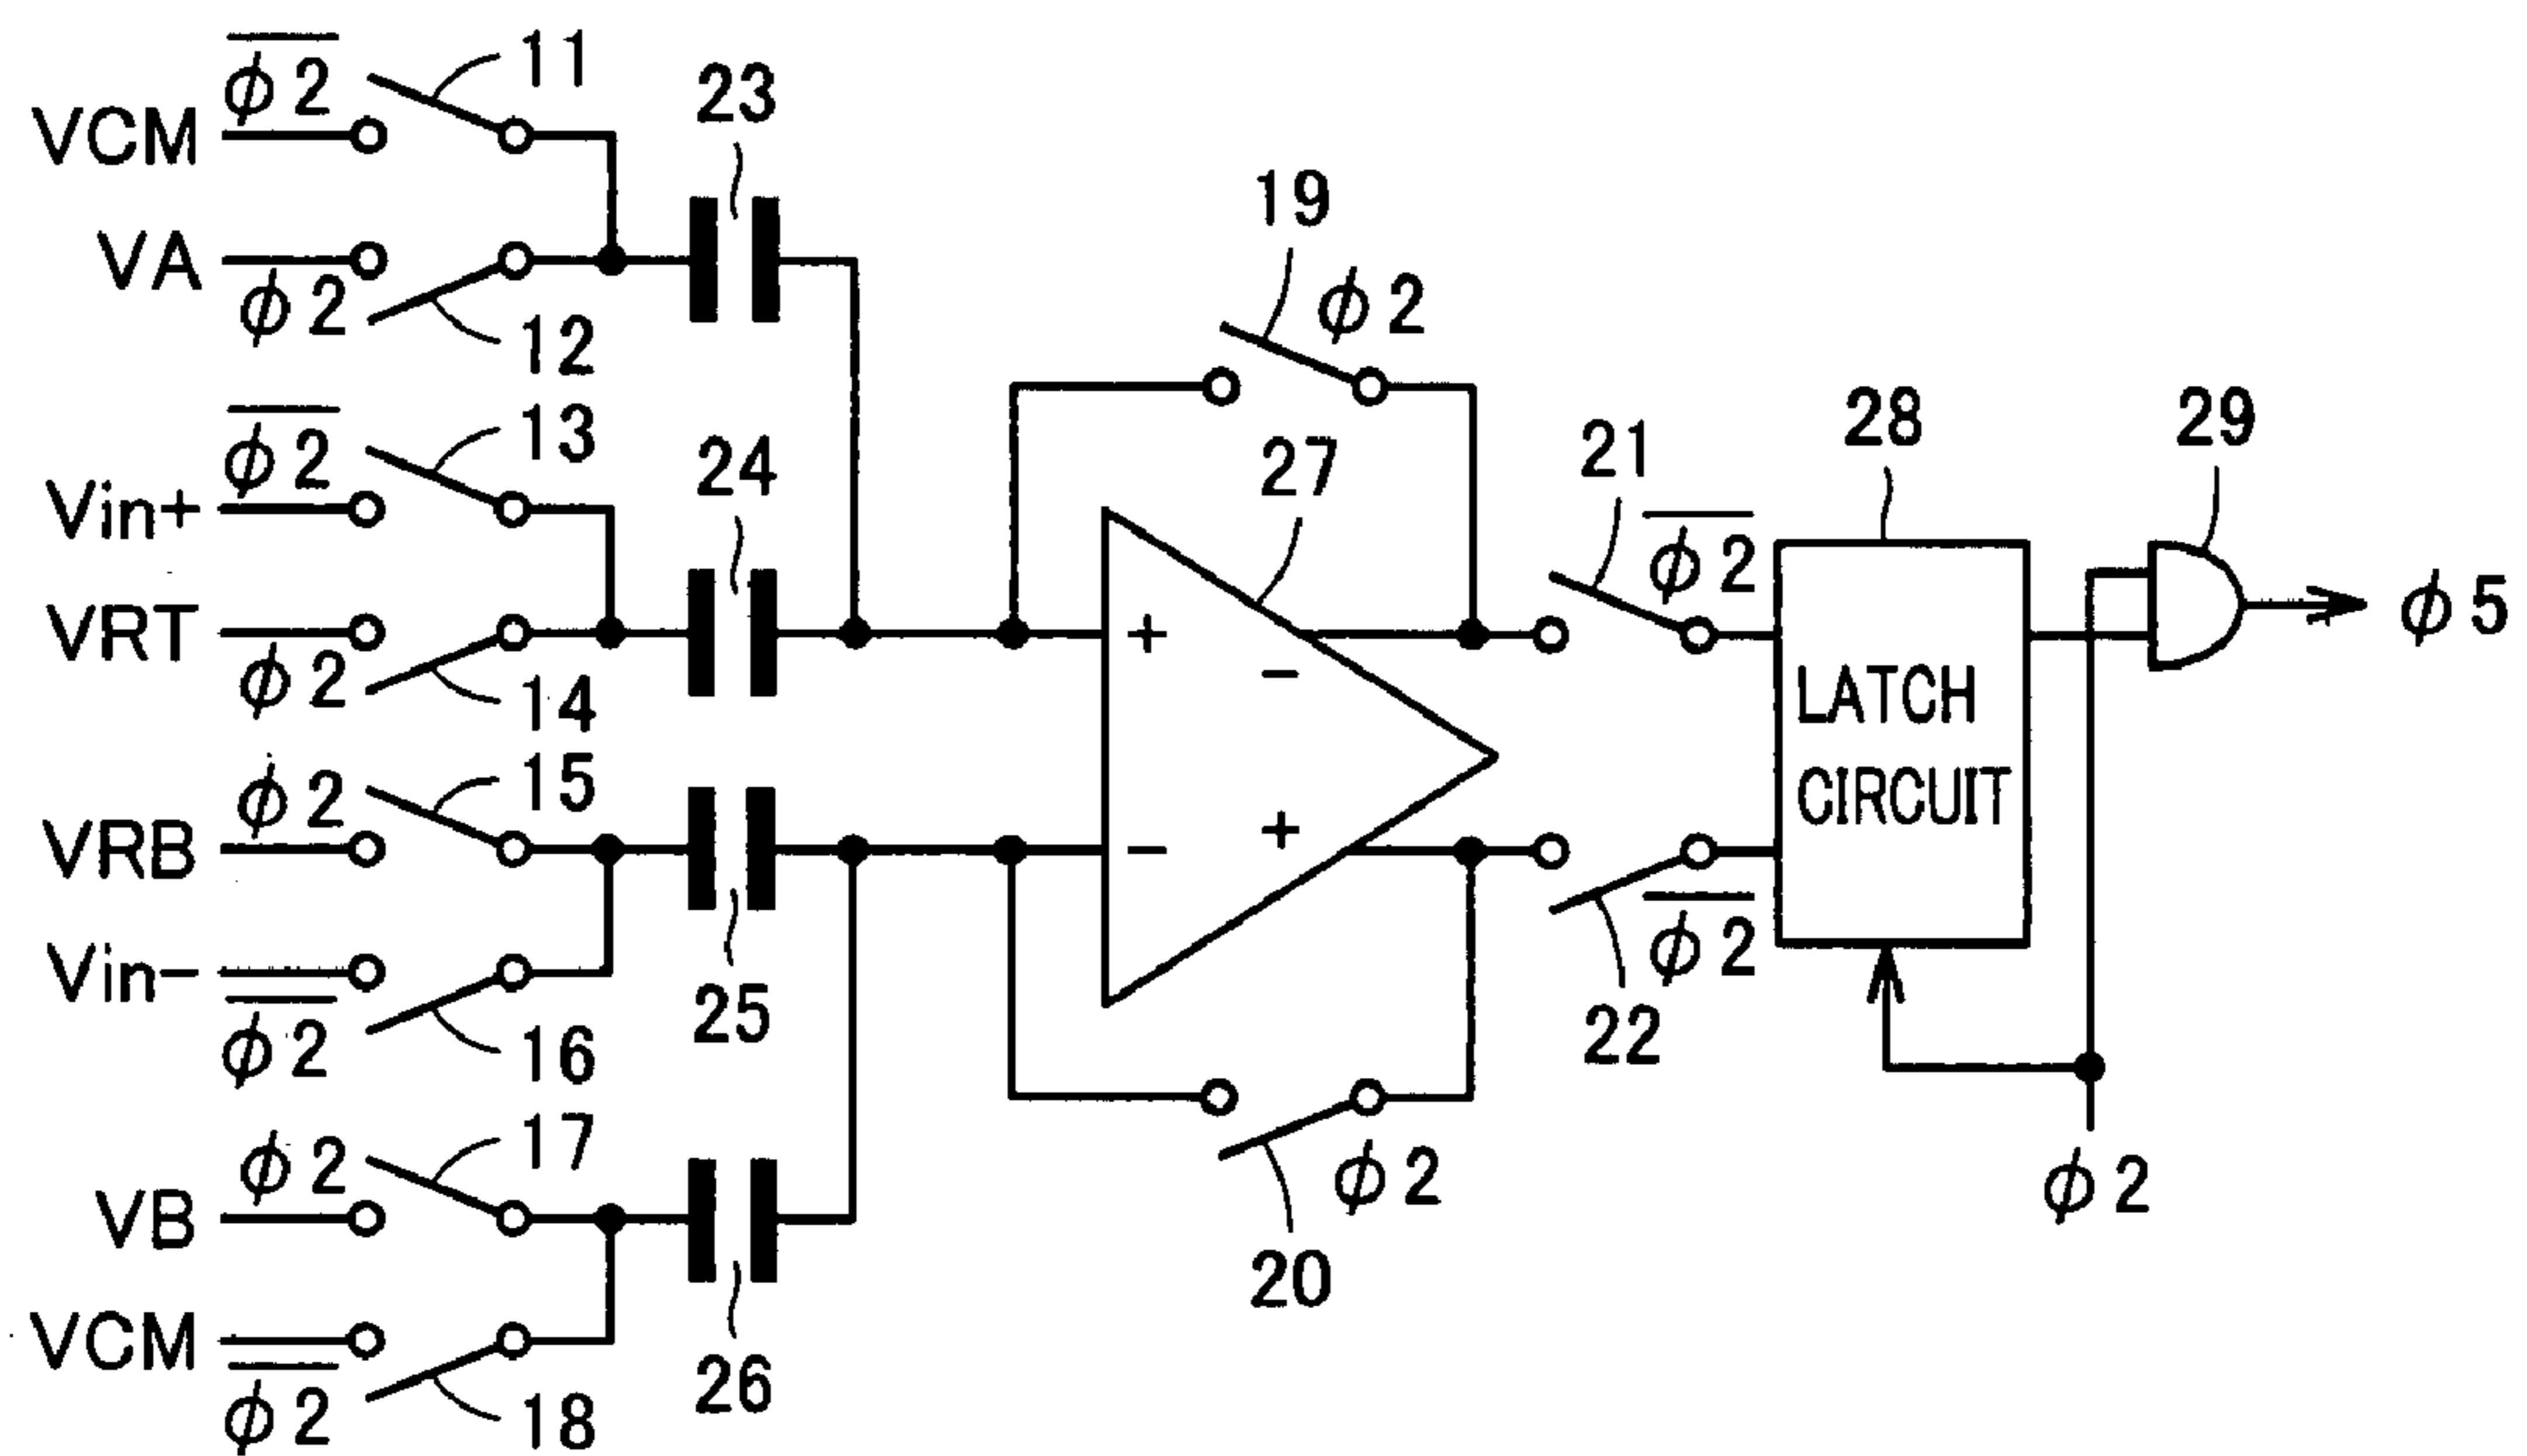 φ2̅ 11
VCM
23
VA
φ2 12
19
φ2
φ2̅ 13
24
27
21
28
29
Vin+
φ2̅
φ5
VRT
+
−
φ2 14
LATCH
CIRCUIT
φ2 15
VRB
−
+
Vin−
φ2̅
25
22
φ2̅ 16
φ2 17
φ2
φ2
VB
20
VCM
26
φ2̅ 18